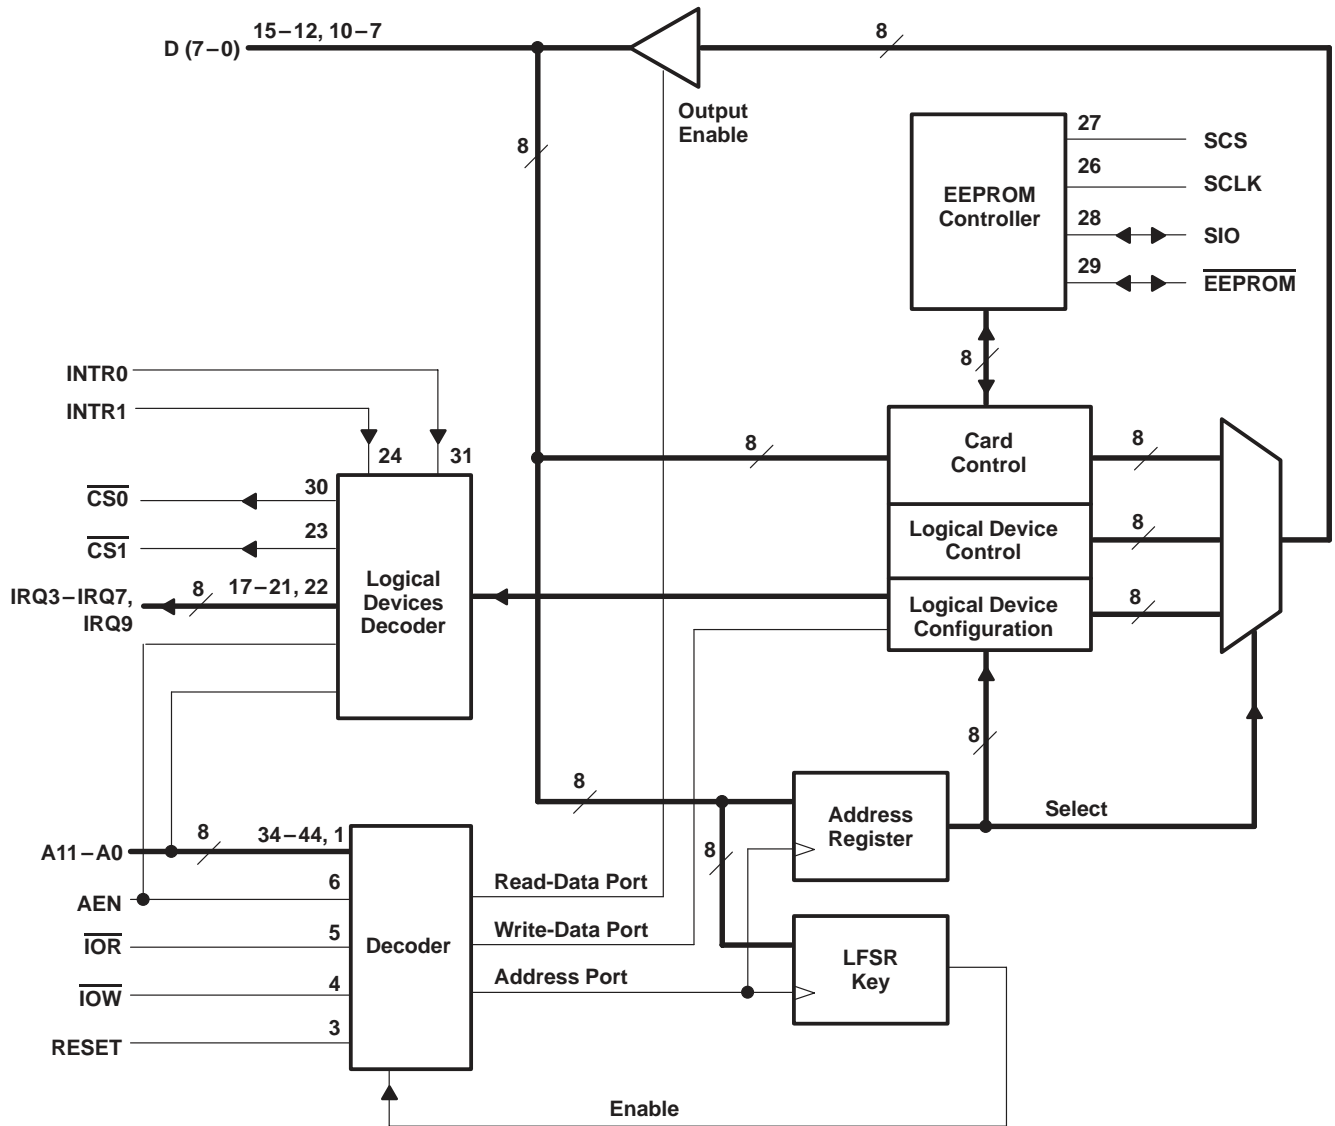 D (7–0)
15–12, 10–7
8
Output
Enable
8
EEPROM
Controller
27
SCS
26
SCLK
28
SIO
29
EEPROM
8
INTR0
INTR1
24
31
CS0
30
CS1
23
IRQ3–IRQ7,
IRQ9
8
17–21, 22
Logical
Devices
Decoder
8
Card
Control
8
Logical Device
Control
8
Logical Device
Configuration
8
8
8
Address
Register
Select
8
A11–A0
8
34–44, 1
AEN
6
IOR
5
IOW
4
RESET
3
Decoder
Read-Data Port
Write-Data Port
Address Port
LFSR
Key
Enable